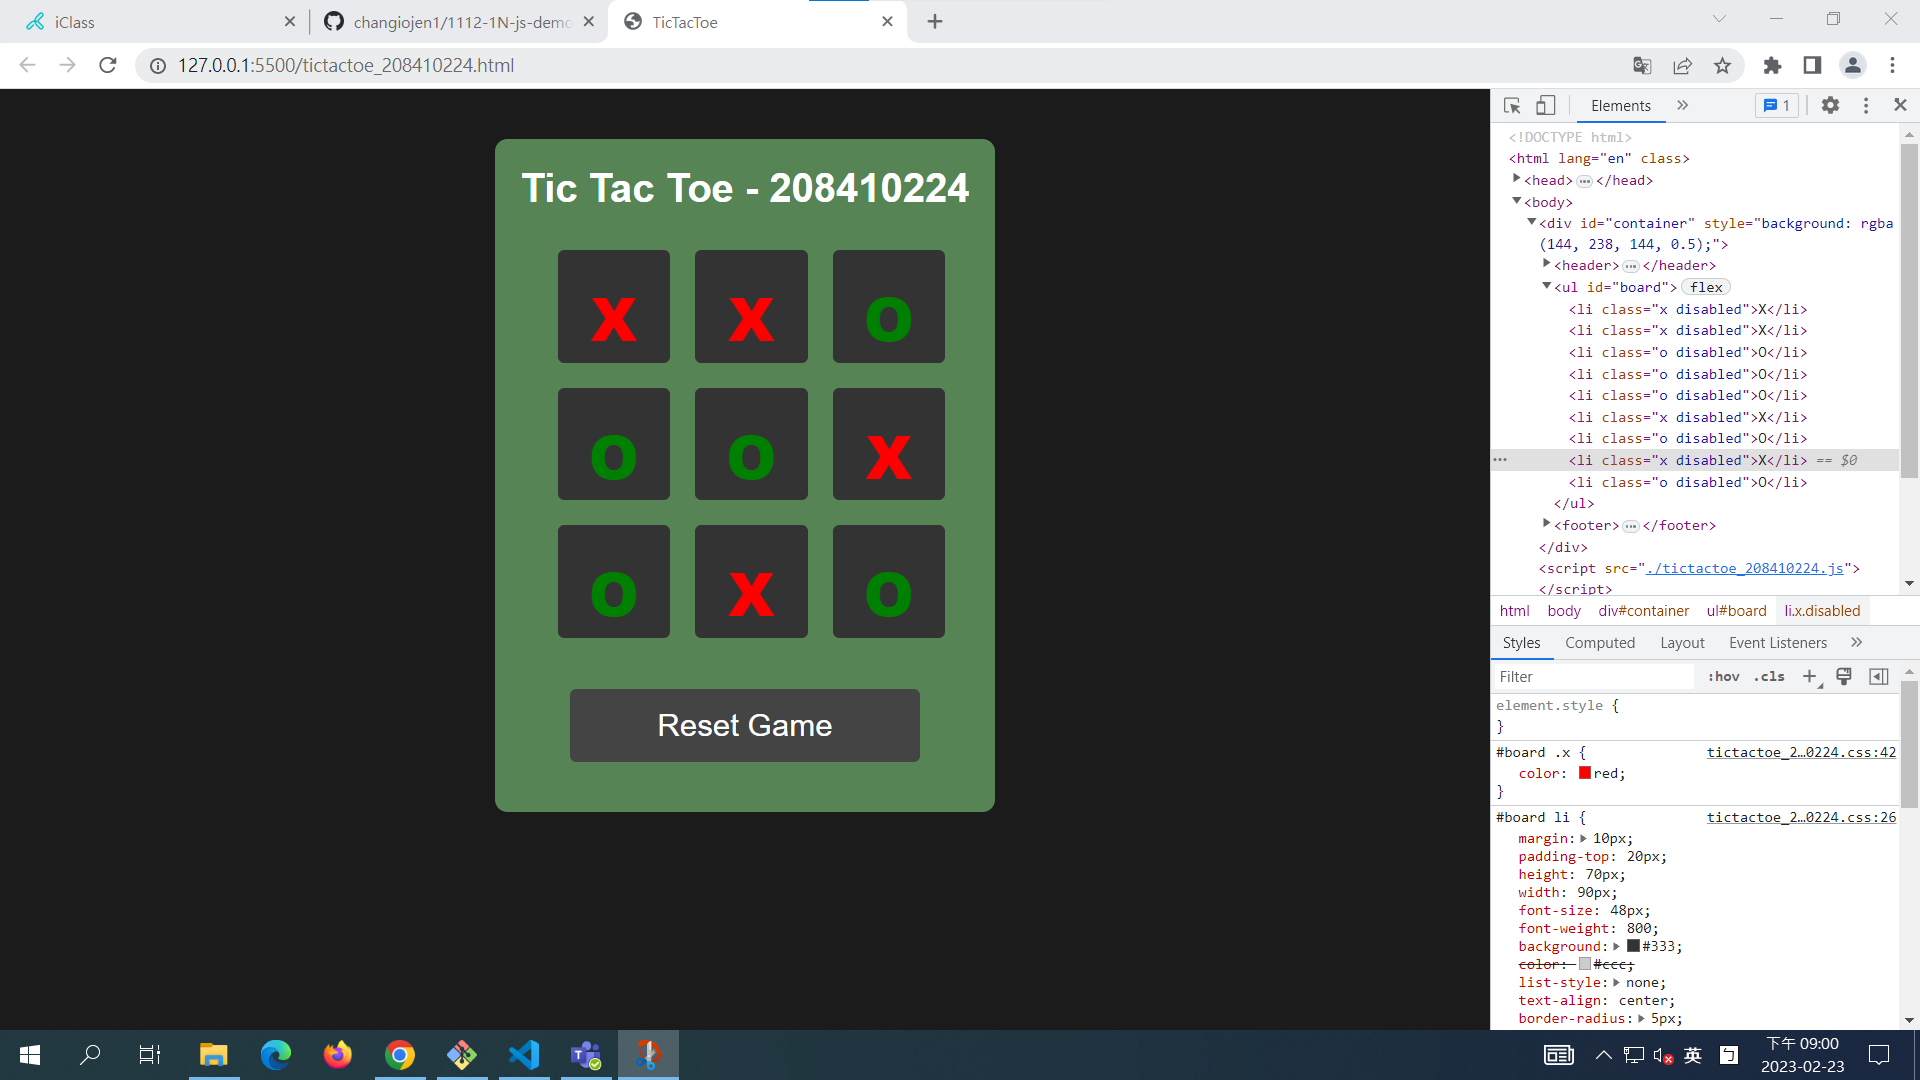 iClass
changiojen1/1112-1N-js-demo
TicTacToe
127.0.0.1:5500/tictactoe_208410224.html
Tic Tac Toe - 208410224
X X O
O O X
O X O
Reset Game
Elements
1
<!DOCTYPE html>
<html lang="en" class>
<head>…</head>
<body>
<div id="container" style="background: rgba
(144, 238, 144, 0.5);">
<header>…</header>
<ul id="board"> flex
<li class="x disabled">X</li>
<li class="x disabled">X</li>
<li class="o disabled">O</li>
<li class="o disabled">O</li>
<li class="o disabled">O</li>
<li class="x disabled">X</li>
<li class="o disabled">O</li>
<li class="x disabled">X</li> == $0
<li class="o disabled">O</li>
</ul>
<footer>…</footer>
</div>
<script src="./tictactoe_208410224.js">
</script>
html body div#container ul#board li.x.disabled
Styles Computed Layout Event Listeners
Filter :hov .cls
element.style {
}
#board .x { tictactoe_2…0224.css:42
color: red;
}
#board li { tictactoe_2…0224.css:26
margin: 10px;
padding-top: 20px;
height: 70px;
width: 90px;
font-size: 48px;
font-weight: 800;
background: #333;
color: #ccc;
list-style: none;
text-align: center;
border-radius: 5px;
英 ㄅ
下午 09:00
2023-02-23